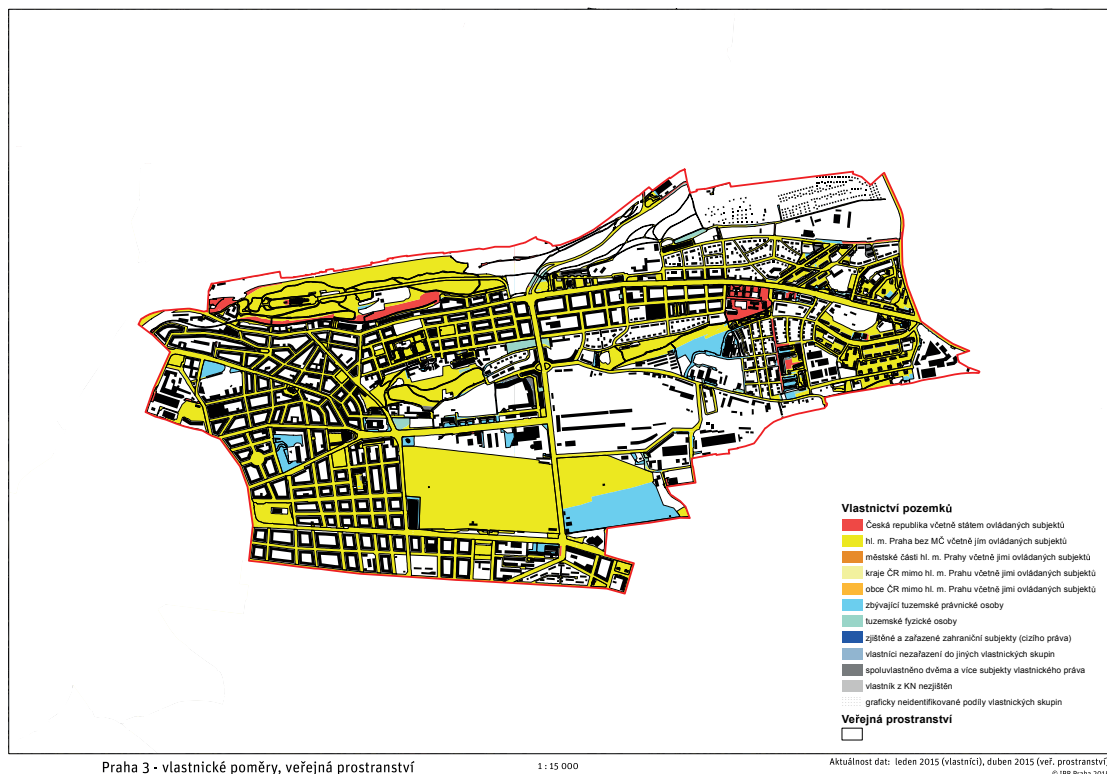 Vlastnictví pozemků
Česká republika včetně státem ovládaných subjektů
hl. m. Praha bez MČ včetně jím ovládaných subjektů
městské části hl. m. Prahy včetně jimi ovládaných subjektů
kraje ČR mimo hl. m. Prahu včetně jimi ovládaných subjektů
obce ČR mimo hl. m. Prahu včetně jimi ovládaných subjektů
zbývající tuzemské právnické osoby
tuzemské fyzické osoby
zjištěné a zařazené zahraniční subjekty (cizího práva)
vlastníci nezařazení do jiných vlastnických skupin
spoluvlastněno dvěma a více subjekty vlastnického práva
vlastník z KN nezjištěn
graficky neidentifikované podíly vlastnických skupin
Veřejná prostranství
Praha 3 - vlastnické poměry, veřejná prostranství
1 : 15 000
Aktuálnost dat: leden 2015 (vlastníci), duben 2015 (veř. prostranství)
© IPR Praha